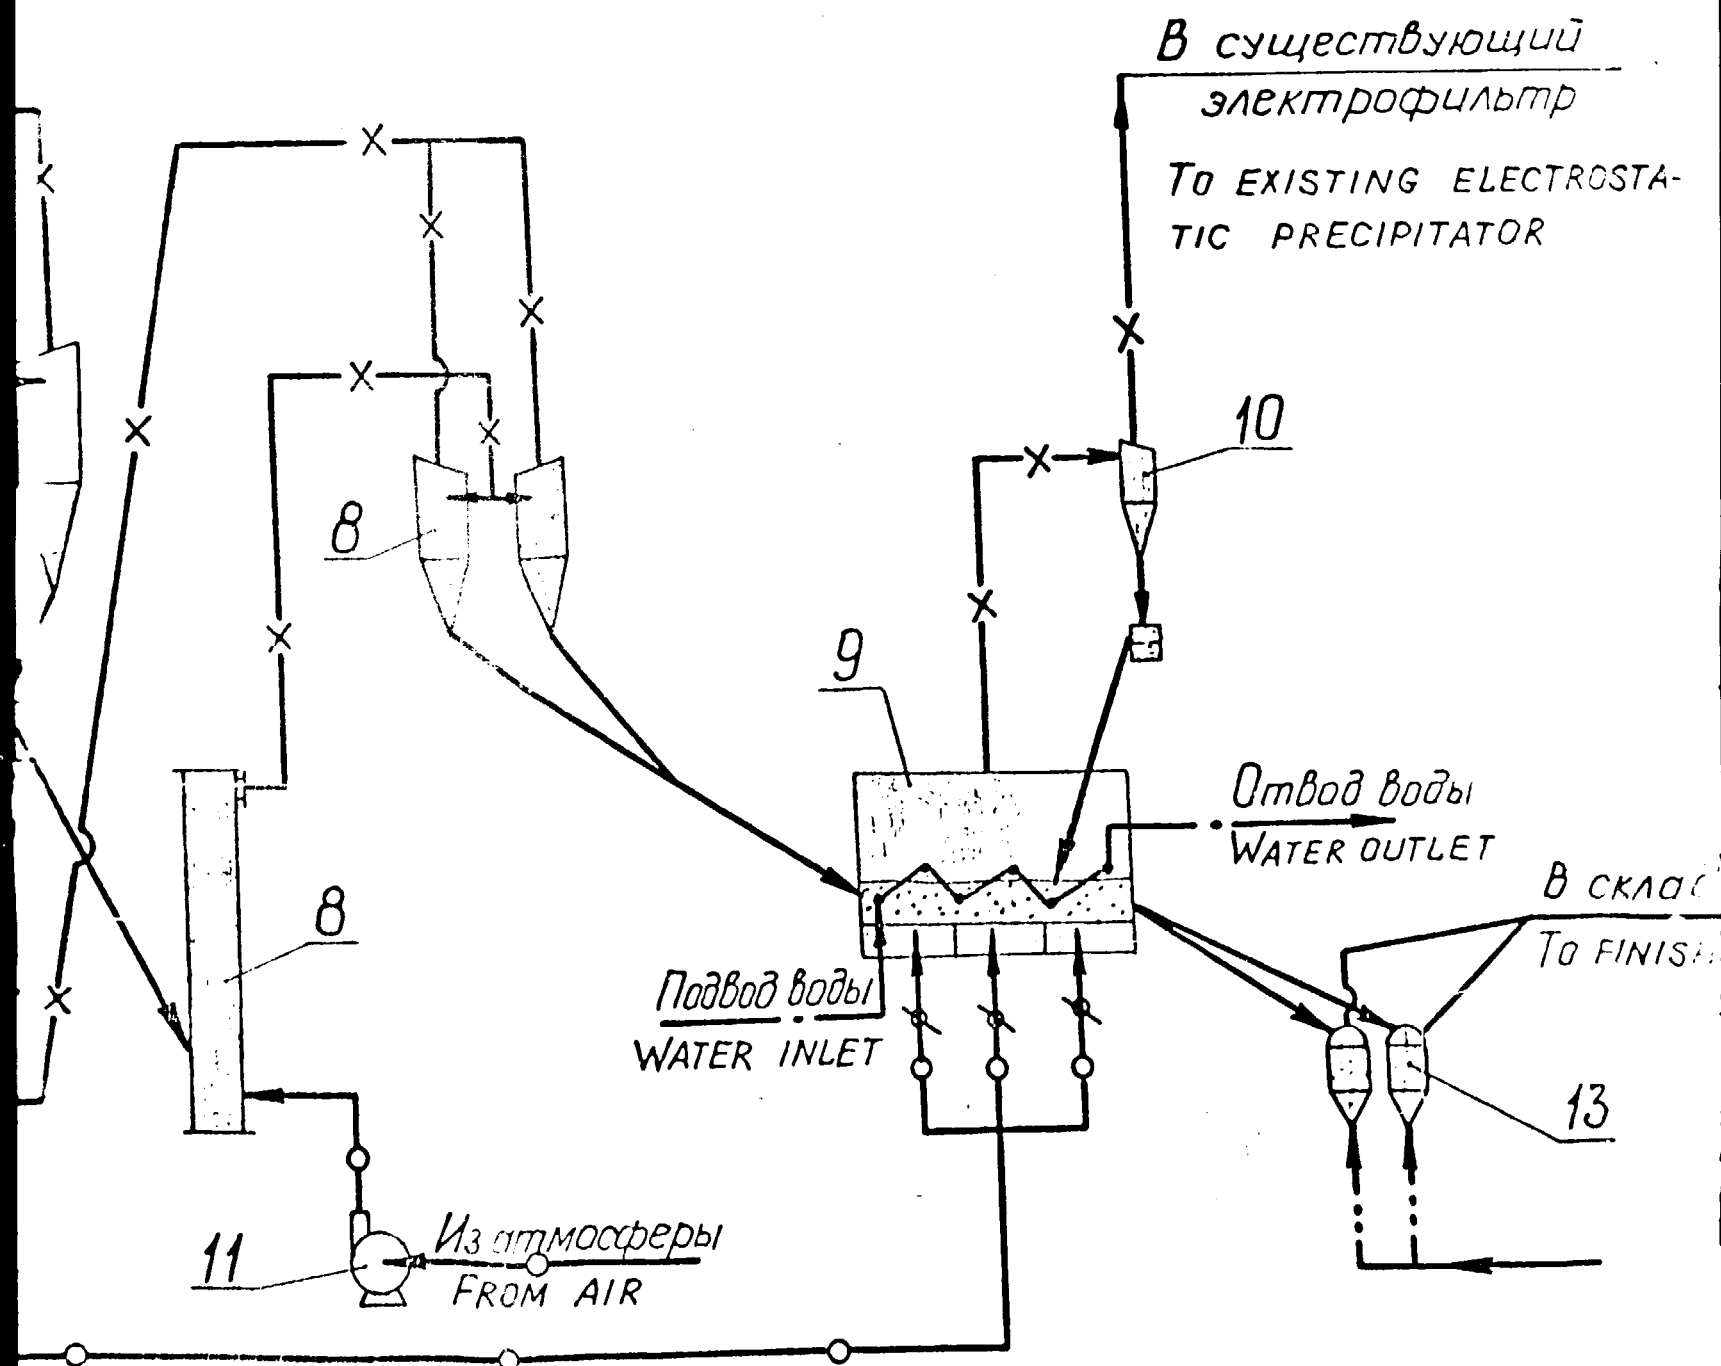 В существующий
электрофильтр
TO EXISTING ELECTROSTA-
TIC PRECIPITATOR
10
8
9
Отвод воды
WATER OUTLET
8
В
TO
Подвод воды
WATER INLET
13
11
Из атмосферы
FROM AIR